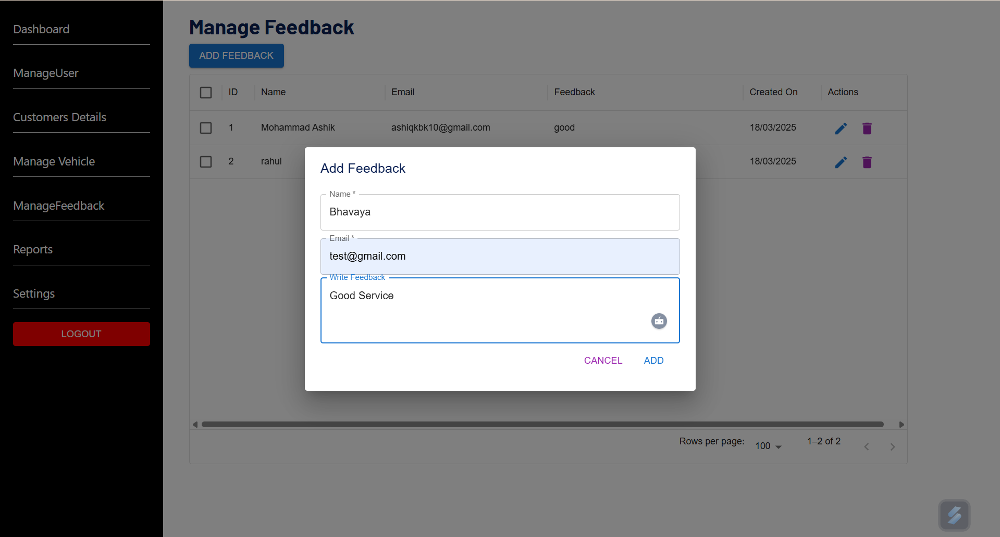 Dashboard
ManageUser
Customers Details
Manage Vehicle
ManageFeedback
Reports
Settings
LOGOUT
Manage Feedback
ADD FEEDBACK
ID Name Email Feedback Created On Actions
1 Mohammad Ashik ashiqkbk10@gmail.com good 18/03/2025
2 rahul 18/03/2025
Add Feedback
Name *
Bhavaya
Email *
test@gmail.com
Write Feedback
Good Service
CANCEL ADD
Rows per page: 100 1–2 of 2